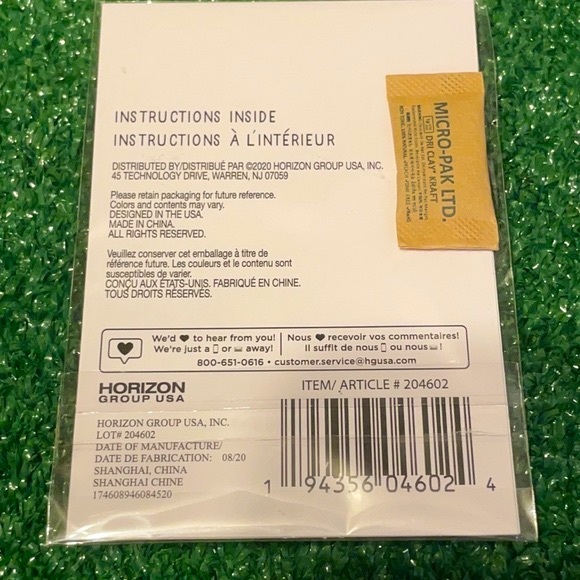 INSTRUCTIONS INSIDE
INSTRUCTIONS À L'INTÉRIEUR
DISTRIBUTED BY/DISTRIBUÉ PAR ©2020 HORIZON GROUP USA, INC.
45 TECHNOLOGY DRIVE, WARREN, NJ 07059
Please retain packaging for future reference.
Colors and contents may vary.
DESIGNED IN THE USA.
MADE IN CHINA.
ALL RIGHTS RESERVED.
Veuillez conserver cet emballage à titre de
référence future. Les couleurs et le contenu sont
susceptibles de varier.
CONÇU AUX ÉTATS-UNIS. FABRIQUÉ EN CHINE.
TOUS DROITS RÉSERVÉS.
MICRO-PAK LTD.
DRI CLAY® KRAFT
We'd ♥ to hear from you!
We're just a or away!
Nous ♥ recevoir vos commentaires!
Il suffit de nous ou nous !
800-651-0616 • customer.service@hgusa.com
HORIZON
GROUP USA
ITEM/ ARTICLE # 204602
HORIZON GROUP USA, INC.
LOT# 204602
DATE OF MANUFACTURE/
DATE DE FABRICATION: 08/20
SHANGHAI, CHINA
SHANGHAI CHINE
174608946084520
1 94356 04602 4